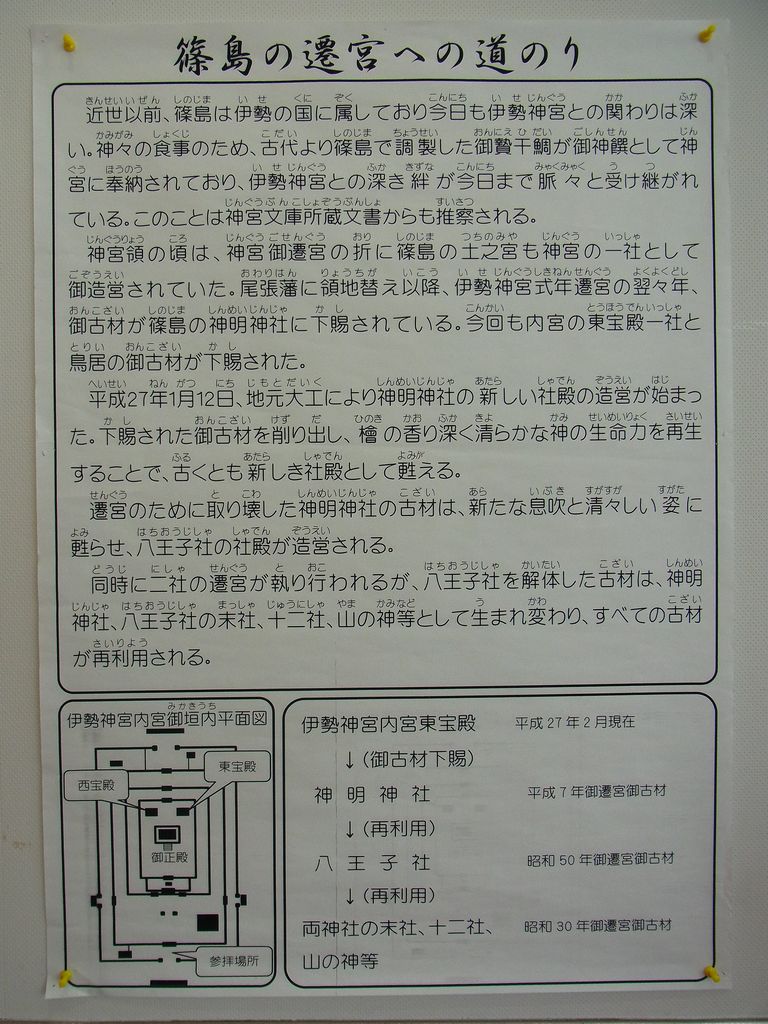 篠島の遷宮への道のり
近世以前、篠島は伊勢の国に属しており今日も伊勢神宮との関わりは深
い。神々の食事のため、古代より篠島で調製した御贄干鯛が御神饌として神
宮に奉納されており、伊勢神宮との深き絆が今日まで脈々と受け継がれ
ている。このことは神宮文庫所蔵文書からも推察される。
神宮領の頃は、神宮御遷宮の折に篠島の土之宮も神宮の一社として
御造営されていた。尾張藩に領地替え以降、伊勢神宮式年遷宮の翌々年、
御古材が篠島の神明神社に下賜されている。今回も内宮の東宝殿一社と
鳥居の御古材が下賜された。
平成27年1月12日、地元大工により神明神社の新しい社殿の造営が始まっ
た。下賜された御古材を削り出し、檜の香り深く清らかな神の生命力を再生
することで、古くとも新しき社殿として甦える。
遷宮のために取り壊した神明神社の古材は、新たな息吹と清々しい姿に
甦らせ、八王子社の社殿が造営される。
同時に二社の遷宮が執り行われるが、八王子社を解体した古材は、神明
神社、八王子社の末社、十二社、山の神等として生まれ変わり、すべての古材
が再利用される。
伊勢神宮内宮御垣内平面図
西宝殿
東宝殿
御正殿
参拝場所
伊勢神宮内宮東宝殿 平成27年2月現在
↓(御古材下賜)
神明神社 平成7年御遷宮御古材
↓(再利用)
八王子社 昭和50年御遷宮御古材
↓(再利用)
両神社の末社、十二社、 昭和30年御遷宮御古材
山の神等